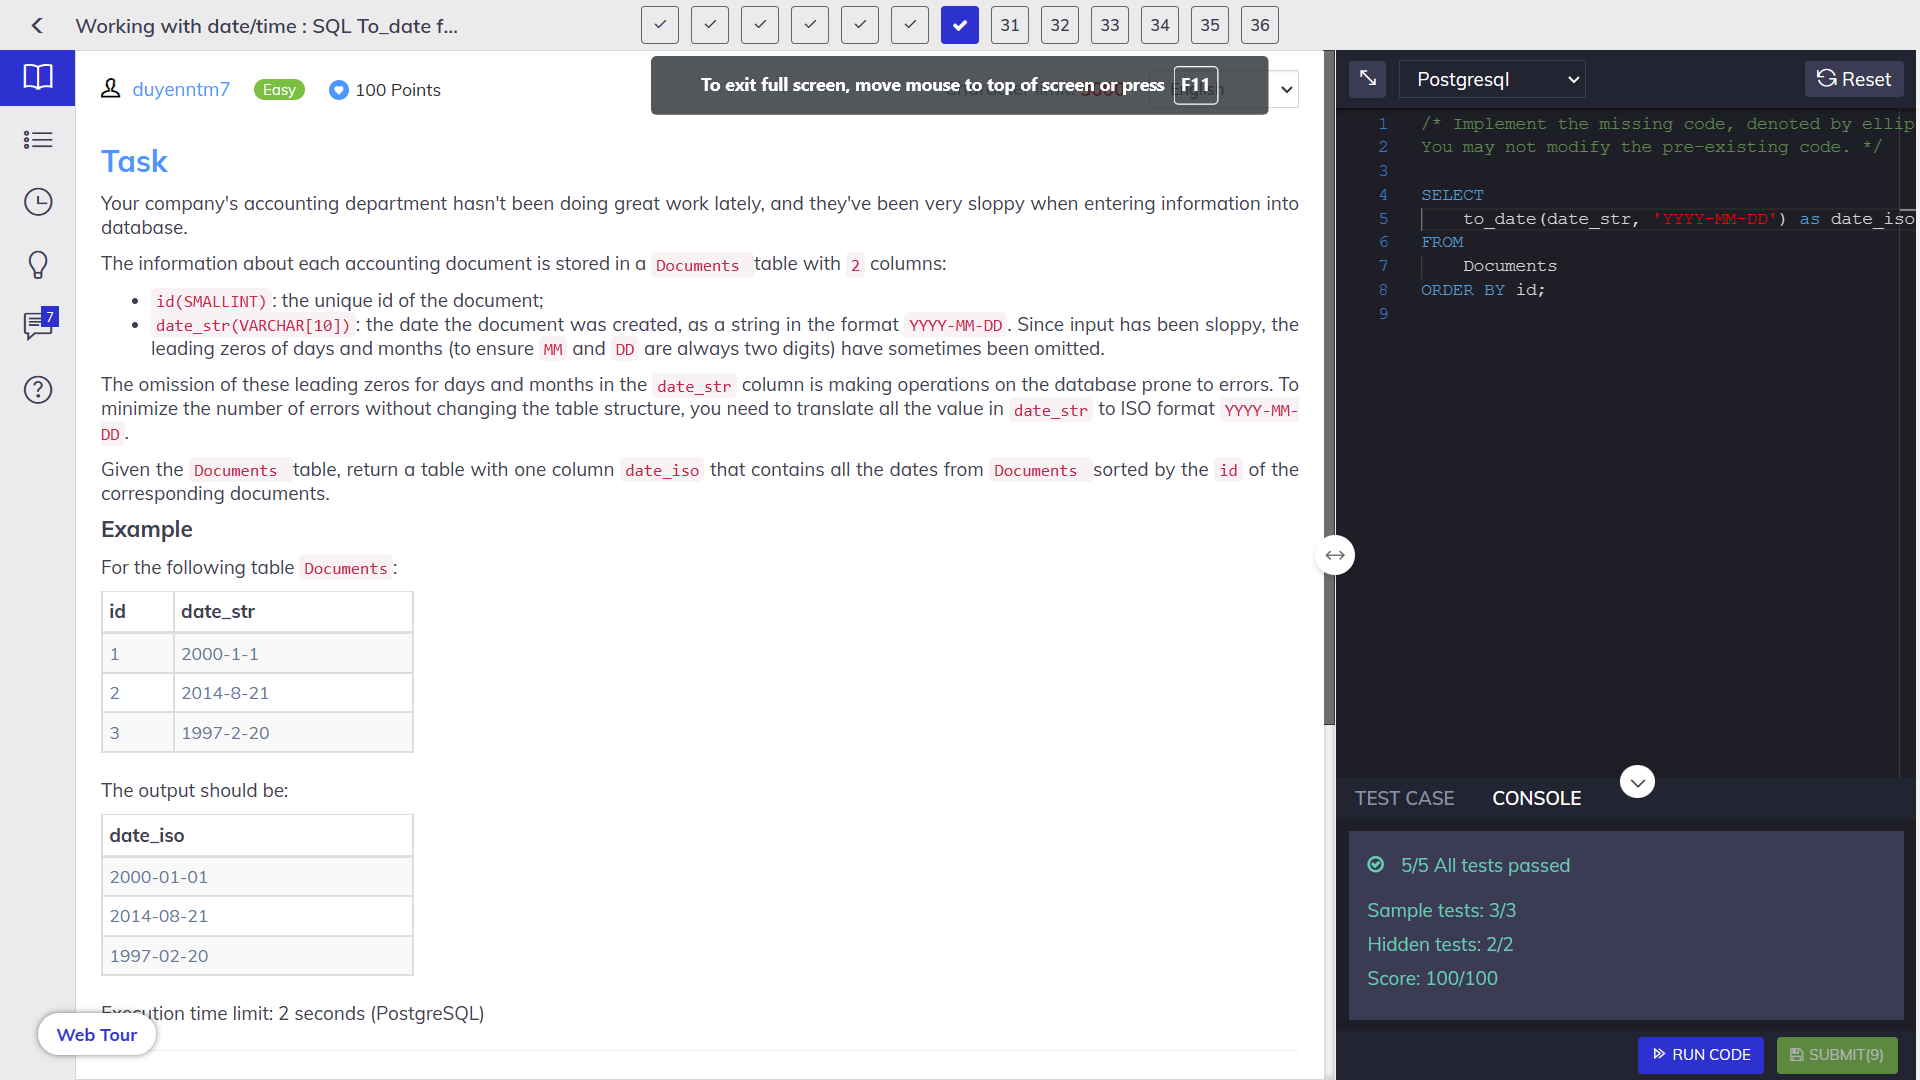 Working with date/time : SQL To_date f...
31 32 33 34 35 36
duyenntm7 Easy 100 Points
To exit full screen, move mouse to top of screen or press F11
English
Task
Your company's accounting department hasn't been doing great work lately, and they've been very sloppy when entering information into
database.
The information about each accounting document is stored in a Documents table with 2 columns:
id(SMALLINT): the unique id of the document;
date_str(VARCHAR[10]): the date the document was created, as a string in the format YYYY-MM-DD. Since input has been sloppy, the
leading zeros of days and months (to ensure MM and DD are always two digits) have sometimes been omitted.
The omission of these leading zeros for days and months in the date_str column is making operations on the database prone to errors. To
minimize the number of errors without changing the table structure, you need to translate all the value in date_str to ISO format YYYY-MM-
DD.
Given the Documents table, return a table with one column date_iso that contains all the dates from Documents sorted by the id of the
corresponding documents.
Example
For the following table Documents:
id date_str
1 2000-1-1
2 2014-8-21
3 1997-2-20
The output should be:
date_iso
2000-01-01
2014-08-21
1997-02-20
Execution time limit: 2 seconds (PostgreSQL)
Web Tour
7
Postgresql
Reset
1 /* Implement the missing code, denoted by ellip
2 You may not modify the pre-existing code. */
3
4 SELECT
5 to_date(date_str, 'YYYY-MM-DD') as date_iso
6 FROM
7 Documents
8 ORDER BY id;
9
TEST CASE CONSOLE
5/5 All tests passed
Sample tests: 3/3
Hidden tests: 2/2
Score: 100/100
RUN CODE SUBMIT(9)